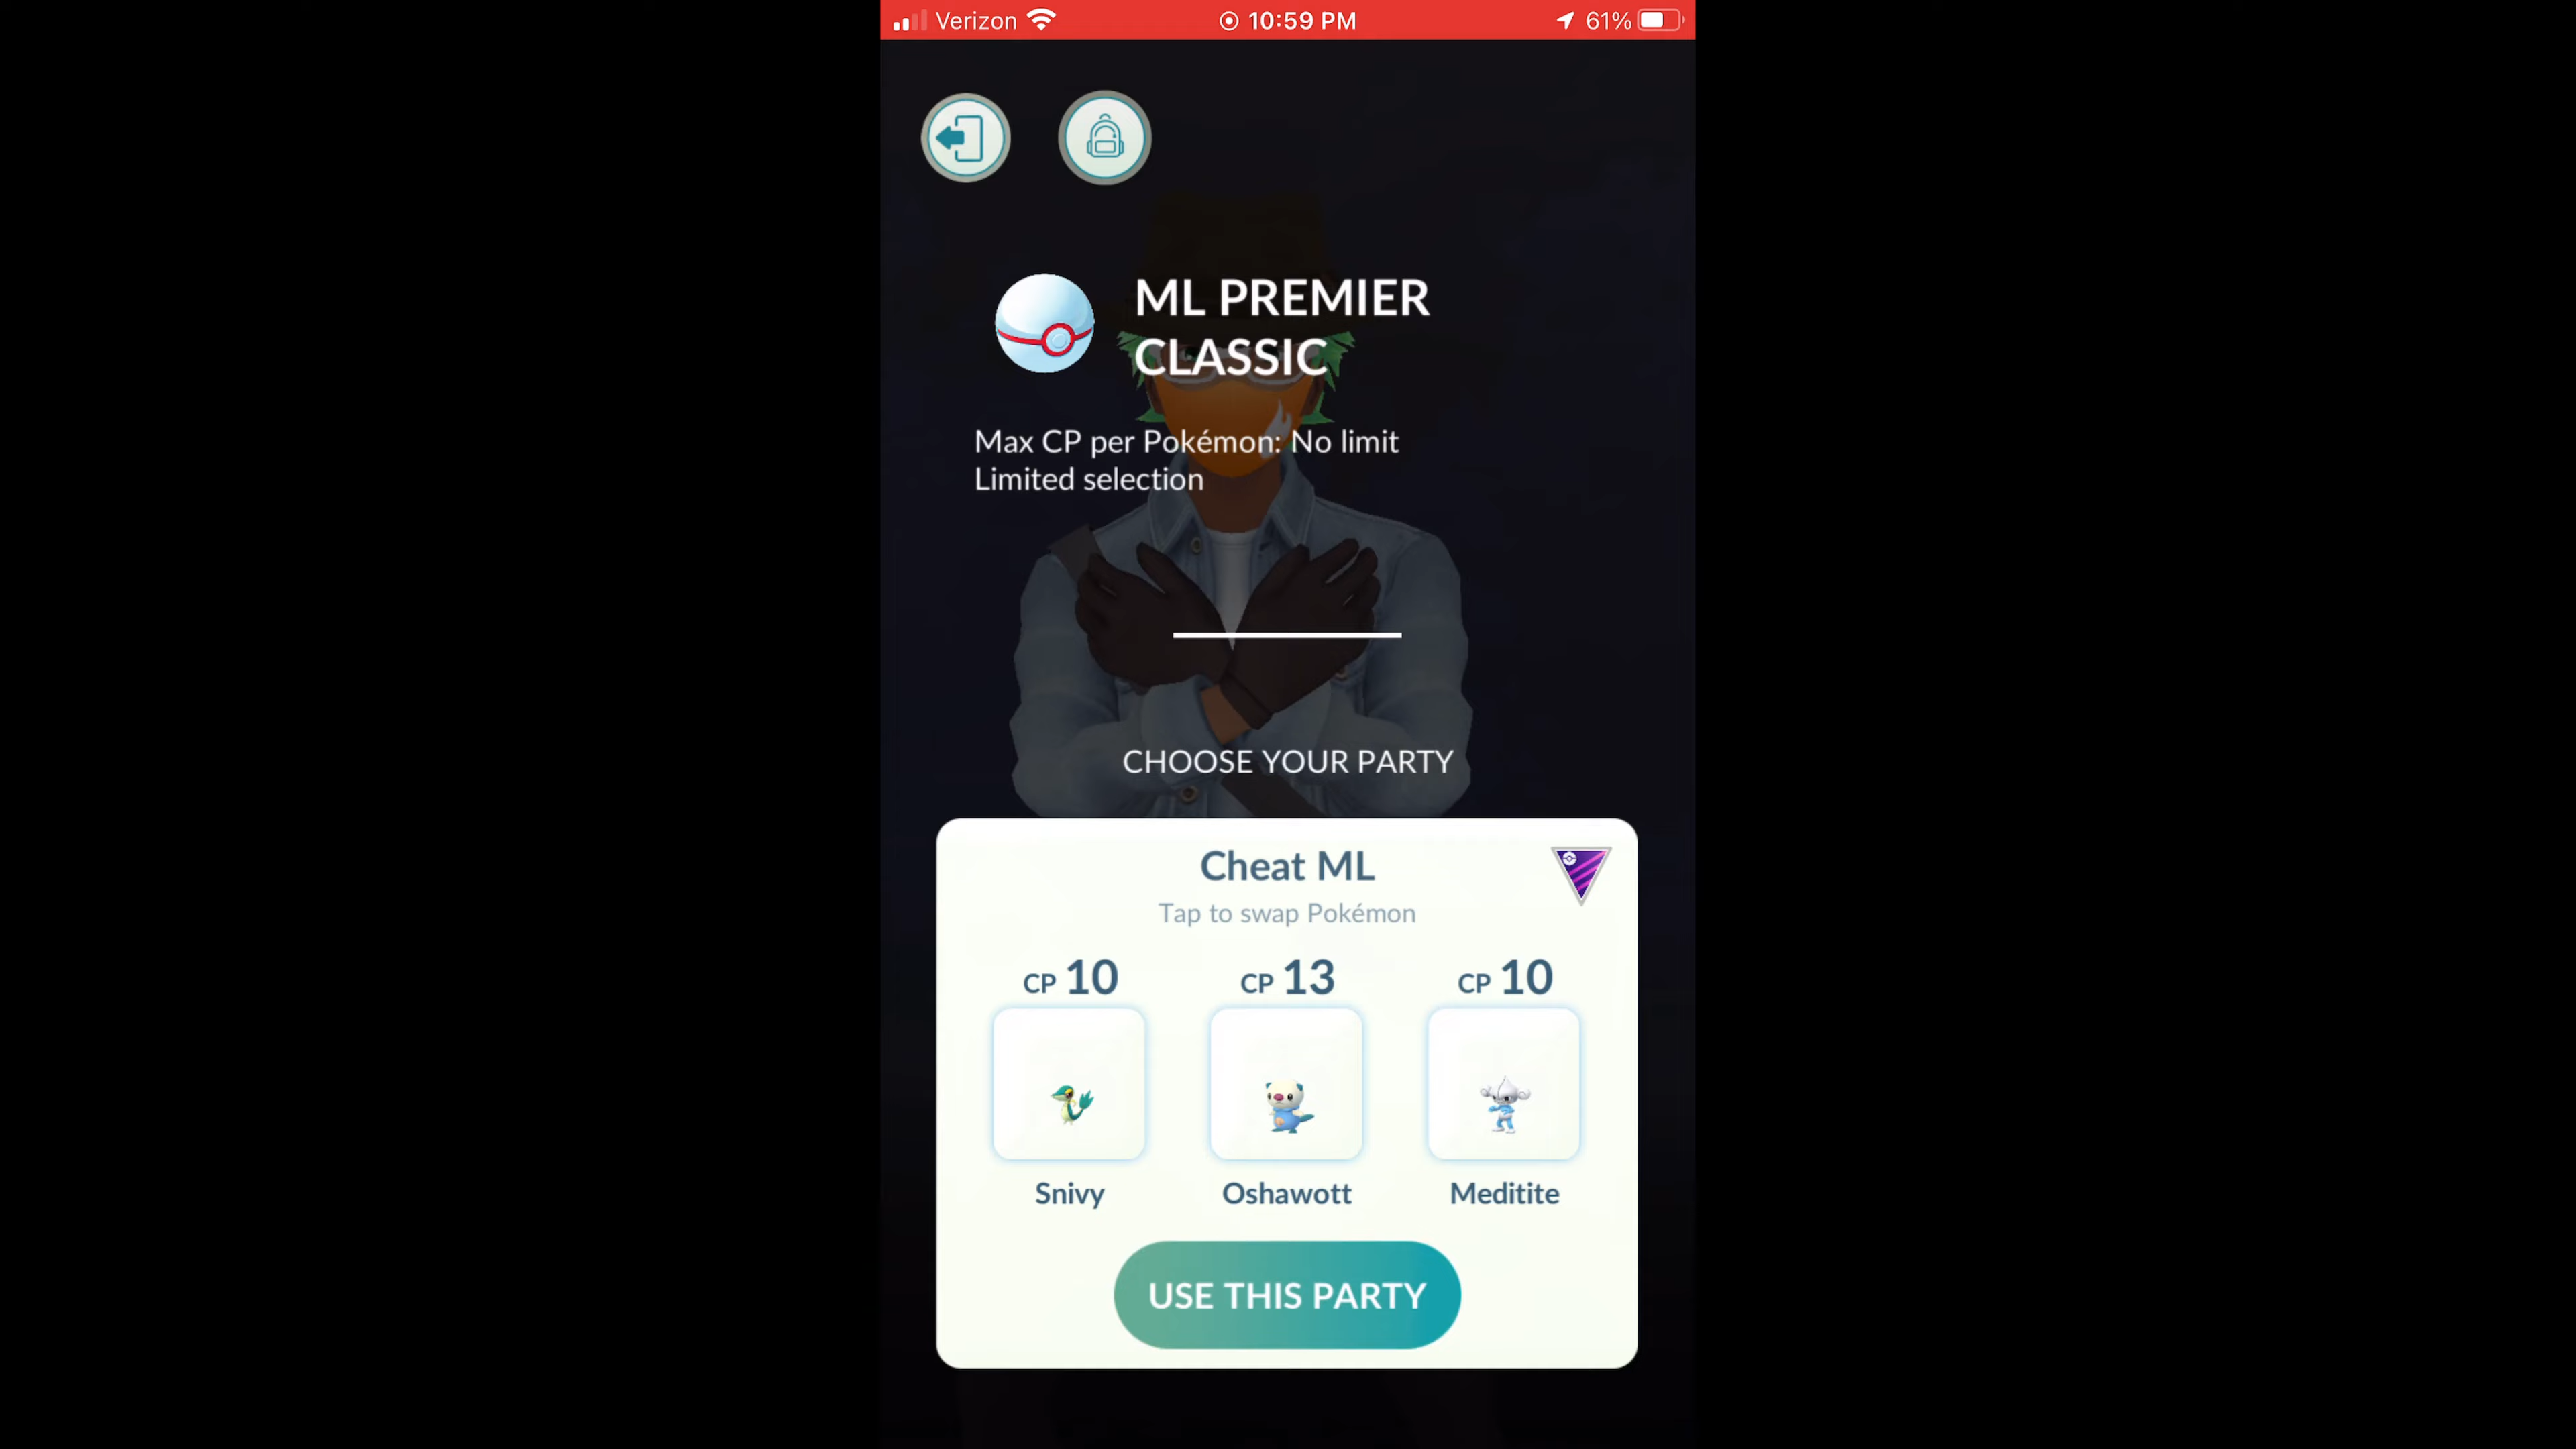 Verizon 10:59 PM 61%
ML PREMIER
CLASSIC
Max CP per Pokémon: No limit
Limited selection
CHOOSE YOUR PARTY
Cheat ML
Tap to swap Pokémon
CP 10 CP 13 CP 10
Snivy Oshawott Meditite
USE THIS PARTY